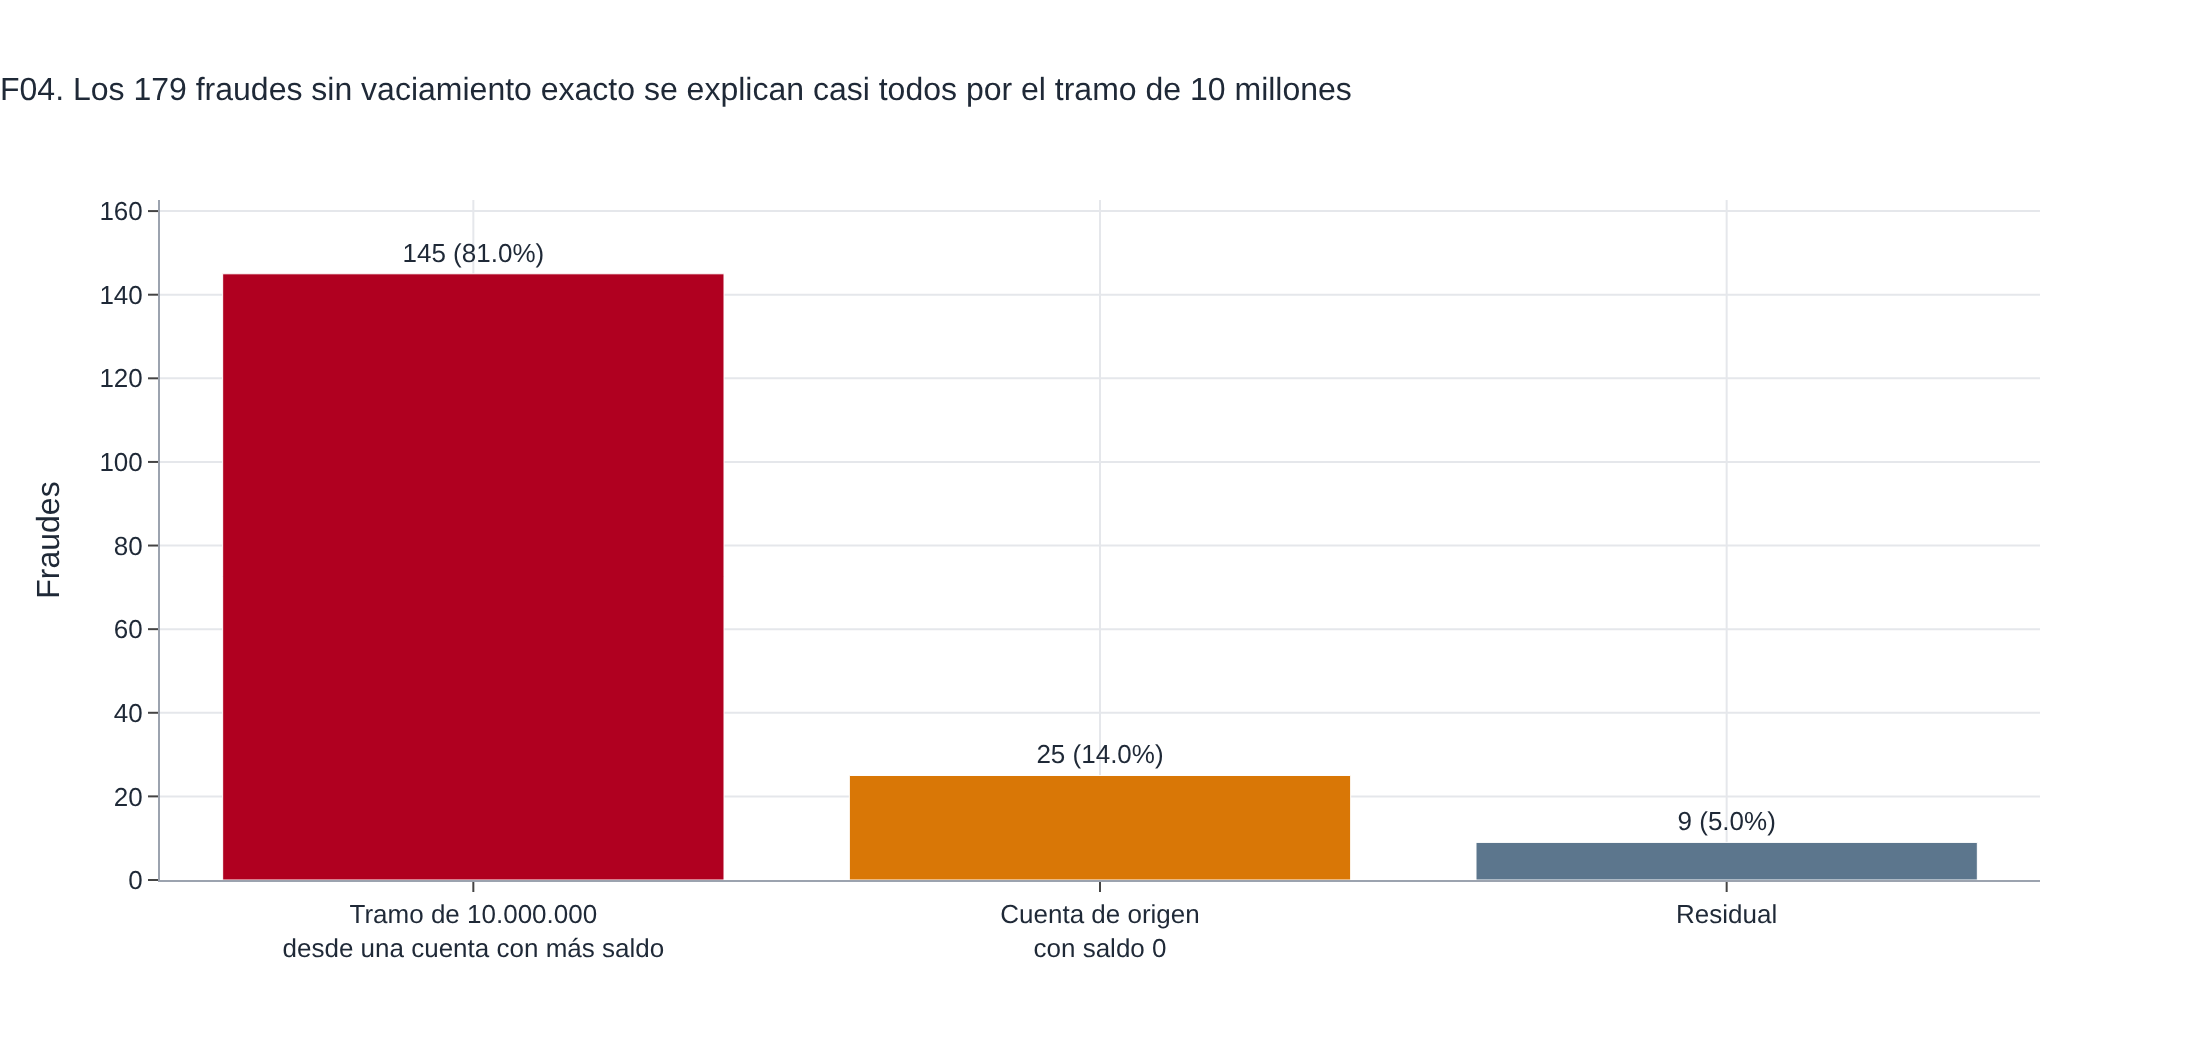 F04. Los 179 fraudes sin vaciamiento exacto se explican casi todos por el tramo de 10 millones
Fraudes
160
140
120
100
80
60
40
20
0
145 (81.0%)
25 (14.0%)
9 (5.0%)
Tramo de 10.000.000
desde una cuenta con más saldo
Cuenta de origen
con saldo 0
Residual